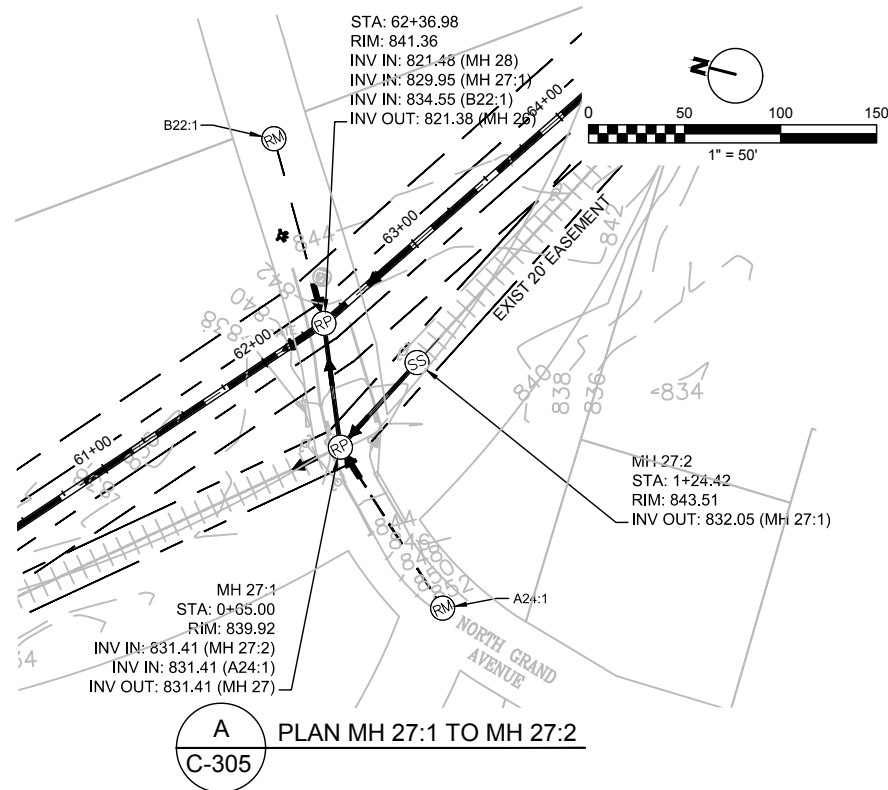 STA: 62+36.98
RIM: 841.36
INV IN: 821.48 (MH 28)
INV IN: 829.95 (MH 27:1)
INV IN: 834.55 (B22:1)
INV OUT: 821.38 (MH 26)
N
0 50 100 150
1" = 50'
B22:1
RM
64+00
63+00
844
842
840
838
842
EXIST 20' EASEMENT
RP
62+00
SS
61+00
840
838
836
834
RP
MH 27:2
STA: 1+24.42
RIM: 843.51
INV OUT: 832.05 (MH 27:1)
844
846
MH 27:1
STA: 0+65.00
RIM: 839.92
INV IN: 831.41 (MH 27:2)
INV IN: 831.41 (A24:1)
INV OUT: 831.41 (MH 27)
RM
A24:1
NORTH GRAND
AVENUE
34
A
C-305
PLAN MH 27:1 TO MH 27:2